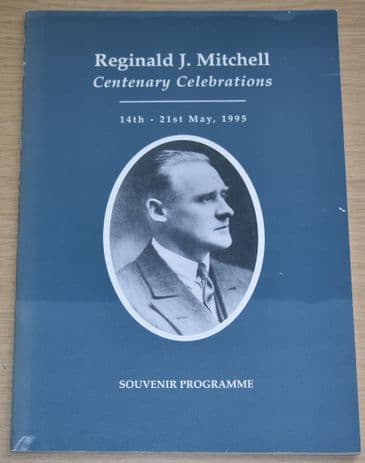 Reginald J. Mitchell
Centenary Celebrations
14th - 21st May, 1995
SOUVENIR PROGRAMME